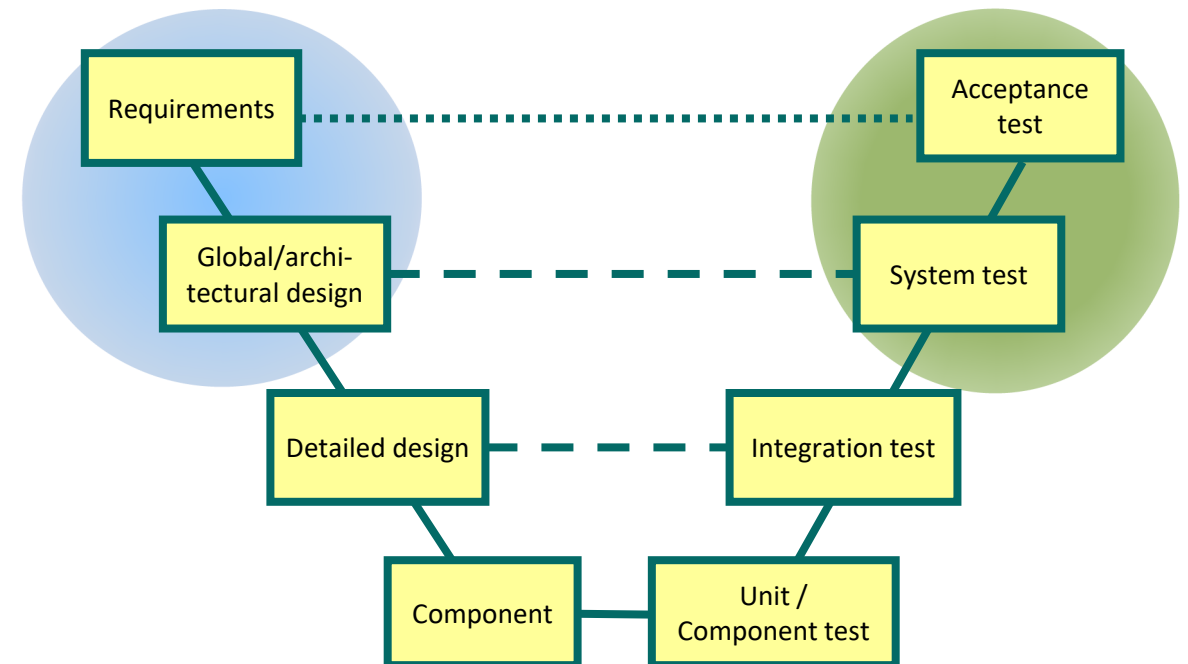 Requirements
Acceptance
test
Global/archi-
tectural design
System test
Detailed design
Integration test
Component
Unit /
Component test